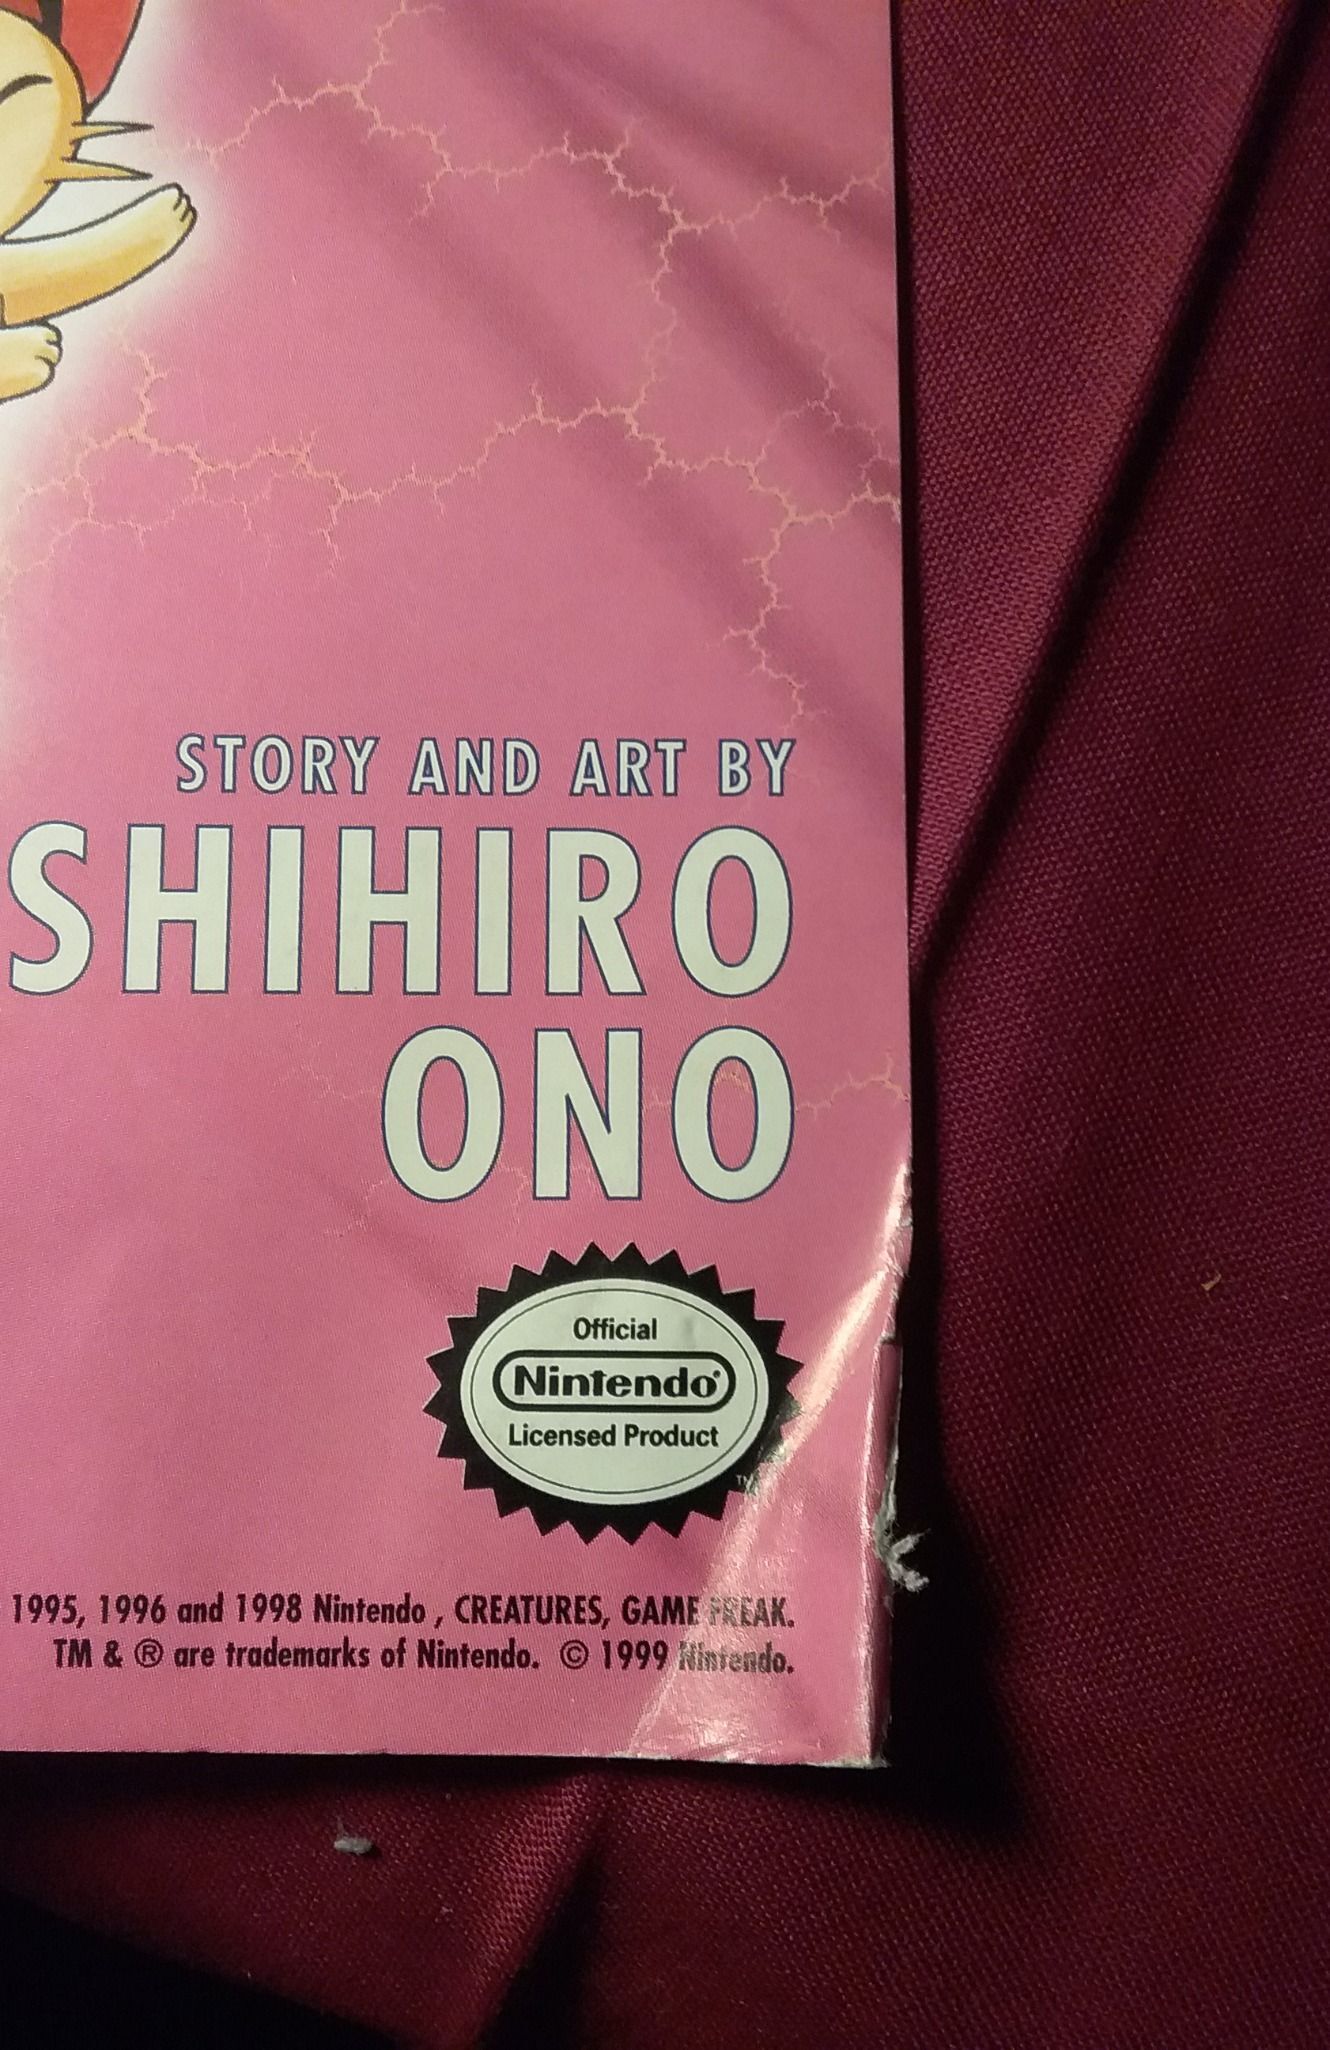 STORY AND ART BY
SHIHIRO
ONO
Official
Nintendo®
Licensed Product
TM
1995, 1996 and 1998 Nintendo , CREATURES, GAME FREAK.
TM & ® are trademarks of Nintendo. © 1999 Nintendo.